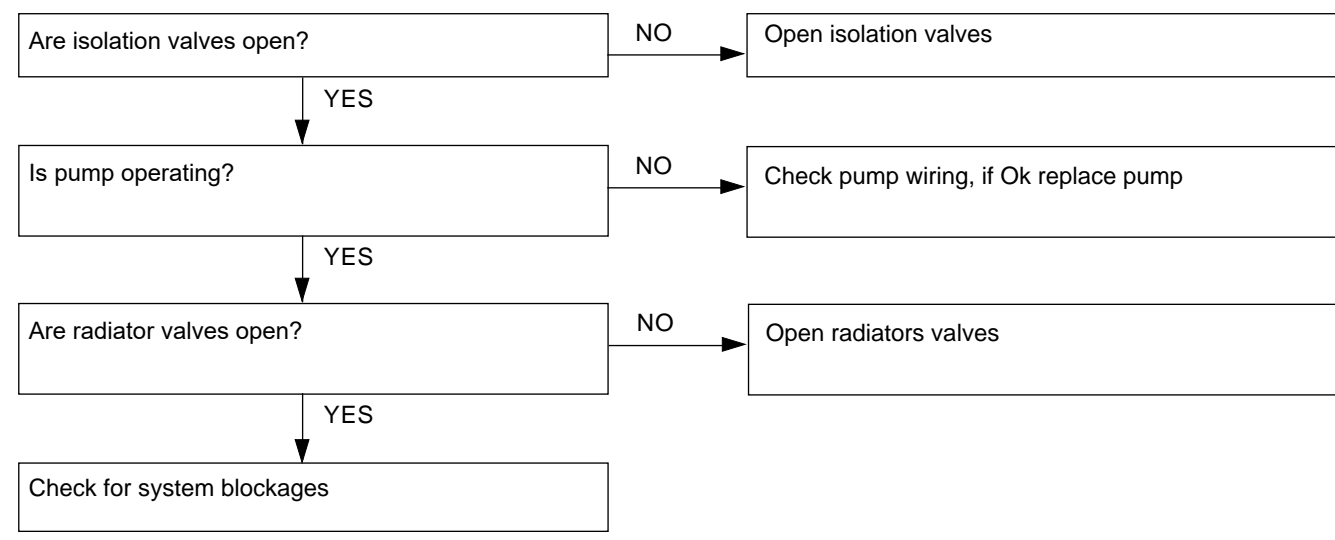 Are isolation valves open?
NO
Open isolation valves
YES
Is pump operating?
NO
Check pump wiring, if Ok replace pump
YES
Are radiator valves open?
NO
Open radiators valves
YES
Check for system blockages